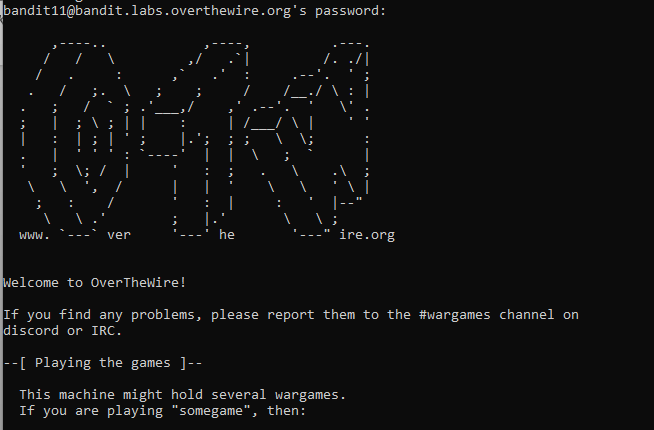 bandit11@bandit.labs.overthewire.org's password:
www. ver he ire.org
Welcome to OverTheWire!
If you find any problems, please report them to the #wargames channel on
discord or IRC.
--[ Playing the games ]--
This machine might hold several wargames.
If you are playing "somegame", then: